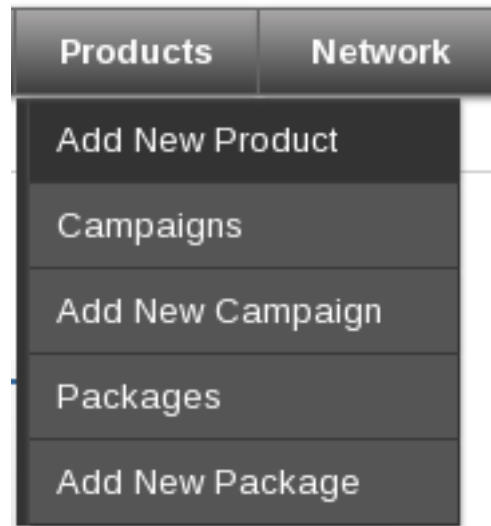 Products Network
Add New Product
Campaigns
Add New Campaign
Packages
Add New Package